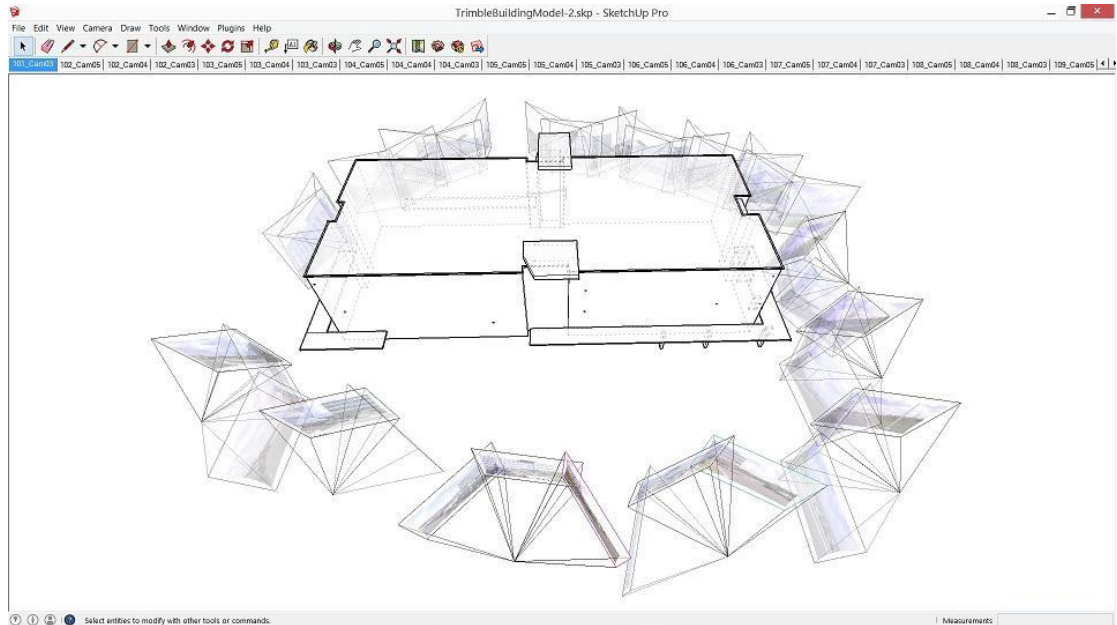 TrimbleBuildingModel-2.skp - SketchUp Pro
File Edit View Camera Draw Tools Window Plugins Help
101_Cam03 102_Cam05 102_Cam04 102_Cam03 103_Cam05 103_Cam04 103_Cam03 104_Cam05 104_Cam04 104_Cam03 105_Cam05 105_Cam04 105_Cam03 106_Cam05 106_Cam04 106_Cam03 107_Cam05 107_Cam04 107_Cam03 108_Cam05 108_Cam04 108_Cam03 109_Cam05
Select entities to modify with other tools or commands.
Measurements